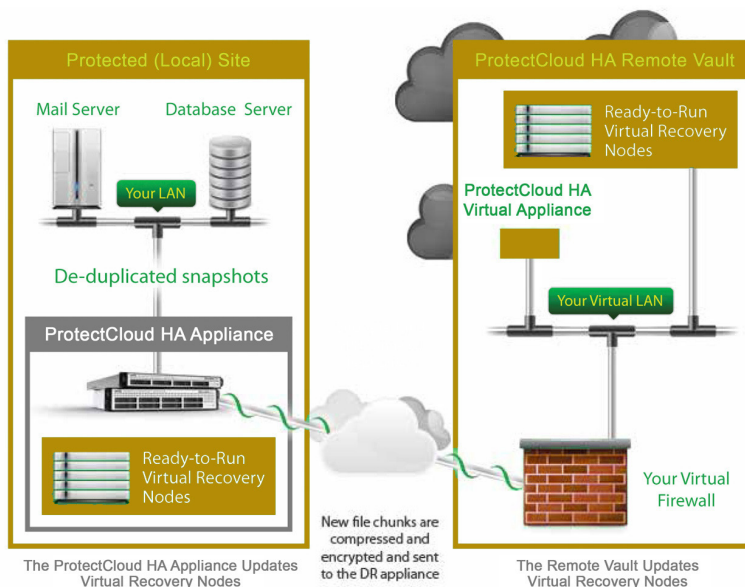 Protected (Local) Site
Mail Server
Database Server
Your LAN
De-duplicated snapshots
ProtectCloud HA Appliance
Ready-to-Run
Virtual Recovery
Nodes
The ProtectCloud HA Appliance Updates
Virtual Recovery Nodes
New file chunks are
compressed and
encrypted and sent
to the DR appliance
ProtectCloud HA Remote Vault
Ready-to-Run
Virtual Recovery
Nodes
ProtectCloud HA
Virtual Appliance
Your Virtual LAN
Your Virtual
Firewall
The Remote Vault Updates
Virtual Recovery Nodes